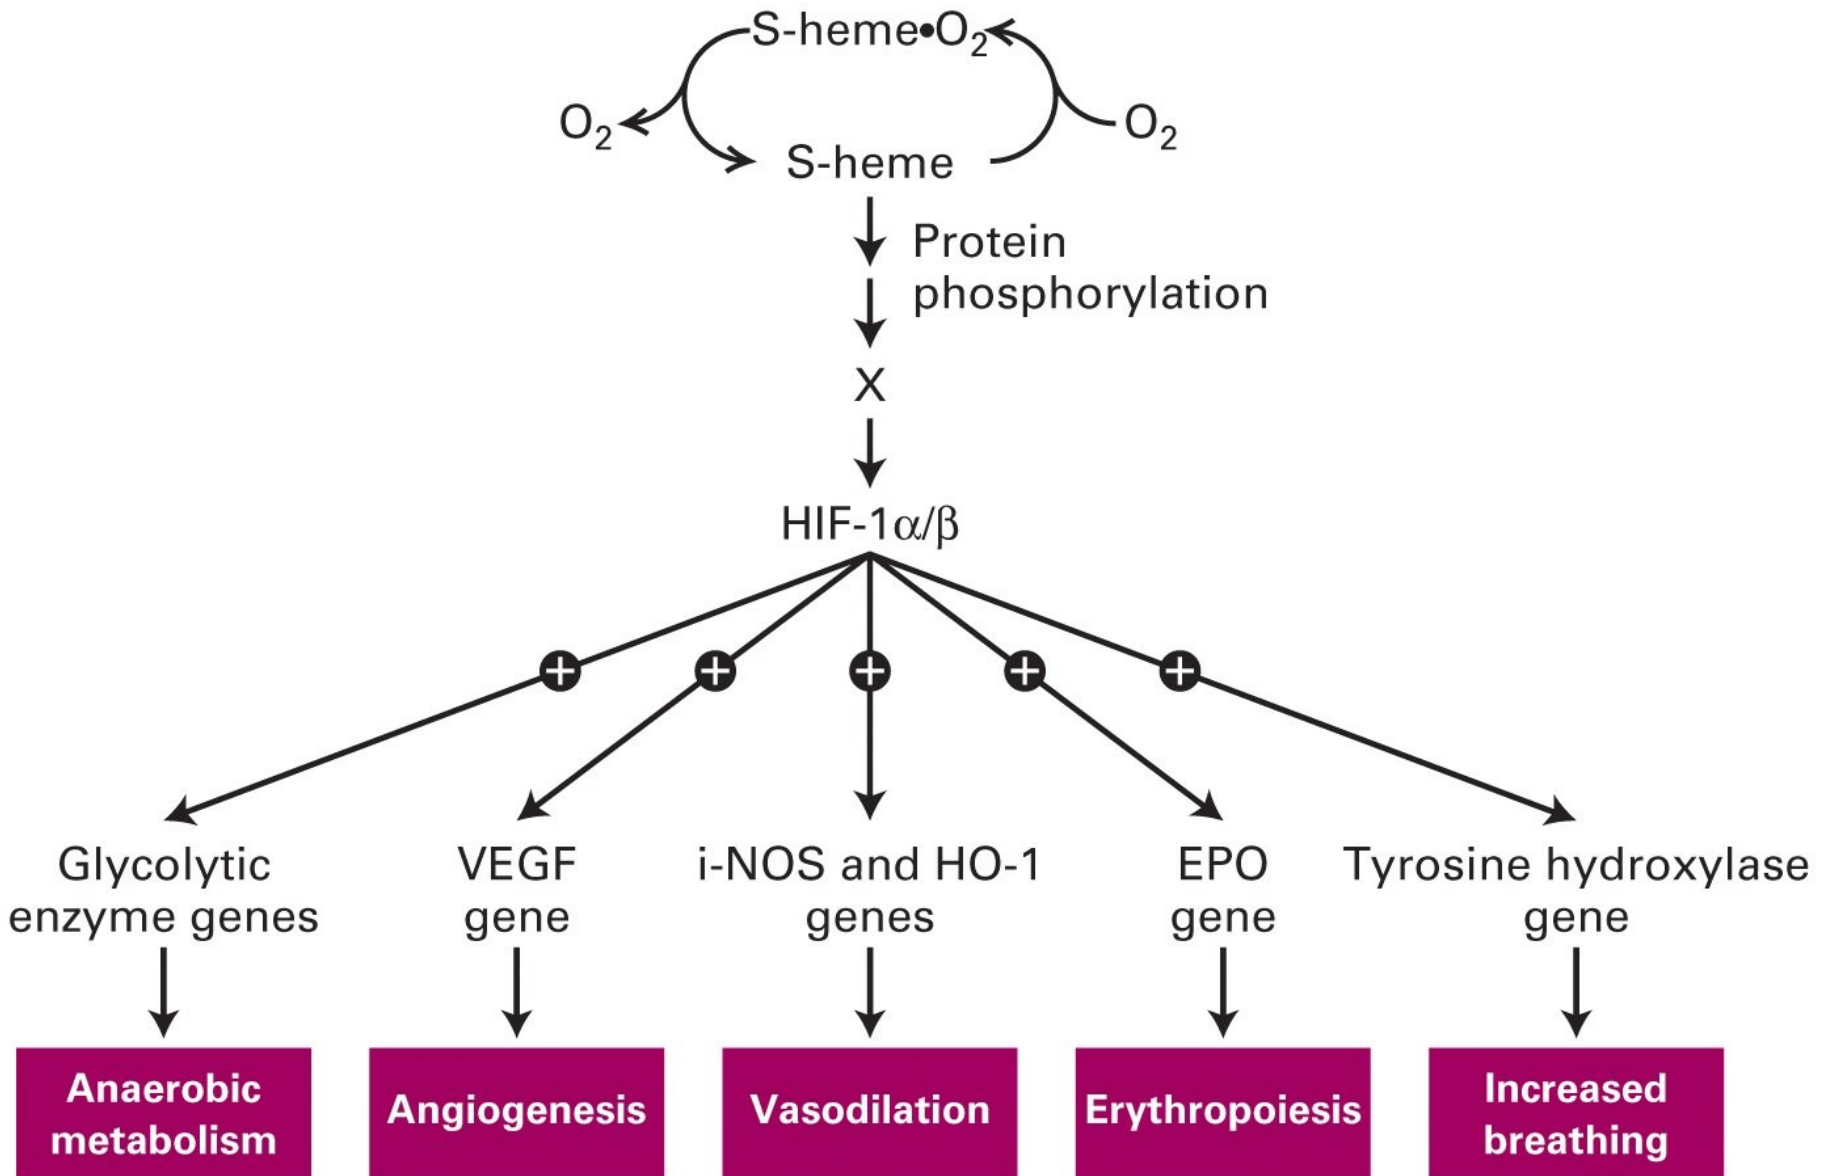 S-heme•O₂
O₂
O₂
S-heme
Protein
phosphorylation
X
HIF-1α/β
+ + + + +
Glycolytic
enzyme genes
VEGF
gene
i-NOS and HO-1
genes
EPO
gene
Tyrosine hydroxylase
gene
Anaerobic
metabolism
Angiogenesis
Vasodilation
Erythropoiesis
Increased
breathing